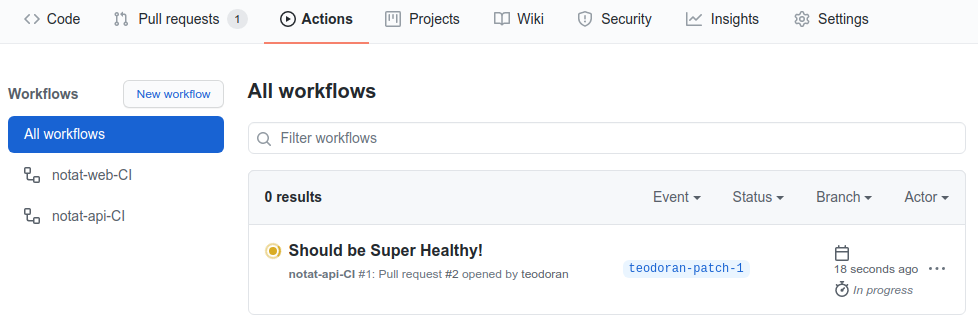 Code Pull requests 1 Actions Projects Wiki Security Insights Settings
Workflows New workflow
All workflows
All workflows
Filter workflows
notat-web-CI
notat-api-CI
0 results Event Status Branch Actor
Should be Super Healthy!
notat-api-CI #1: Pull request #2 opened by teodoran
teodoran-patch-1
18 seconds ago
In progress